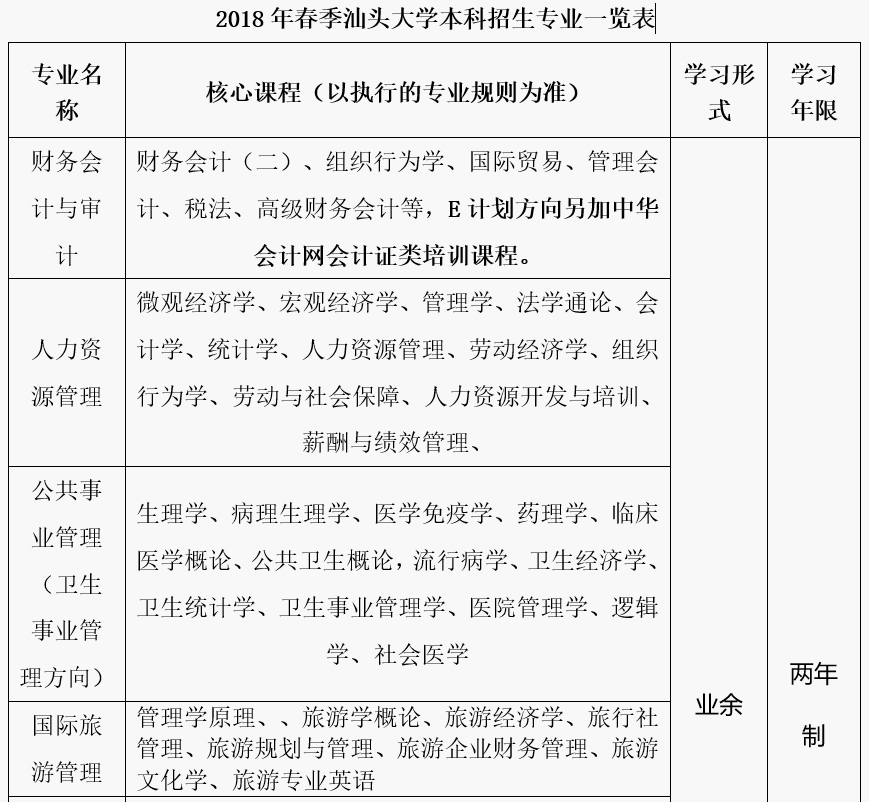 2018年春季汕头大学本科招生专业一览表
专业名
称
核心课程（以执行的专业规则为准）
学习形
式
学习
年限
财务会
计与审
计
财务会计（二）、组织行为学、国际贸易、管理会
计、税法、高级财务会计等，E计划方向另加中华
会计网会计证类培训课程。
人力资
源管理
微观经济学、宏观经济学、管理学、法学通论、会
计学、统计学、人力资源管理、劳动经济学、组织
行为学、劳动与社会保障、人力资源开发与培训、
薪酬与绩效管理、
公共事
业管理
（卫生
事业管
理方向）
生理学、病理生理学、医学免疫学、药理学、临床
医学概论、公共卫生概论，流行病学、卫生经济学、
卫生统计学、卫生事业管理学、医院管理学、逻辑
学、社会医学
国际旅
游管理
管理学原理、、旅游学概论、旅游经济学、旅行社
管理、旅游规划与管理、旅游企业财务管理、旅游
文化学、旅游专业英语
业余
两年
制